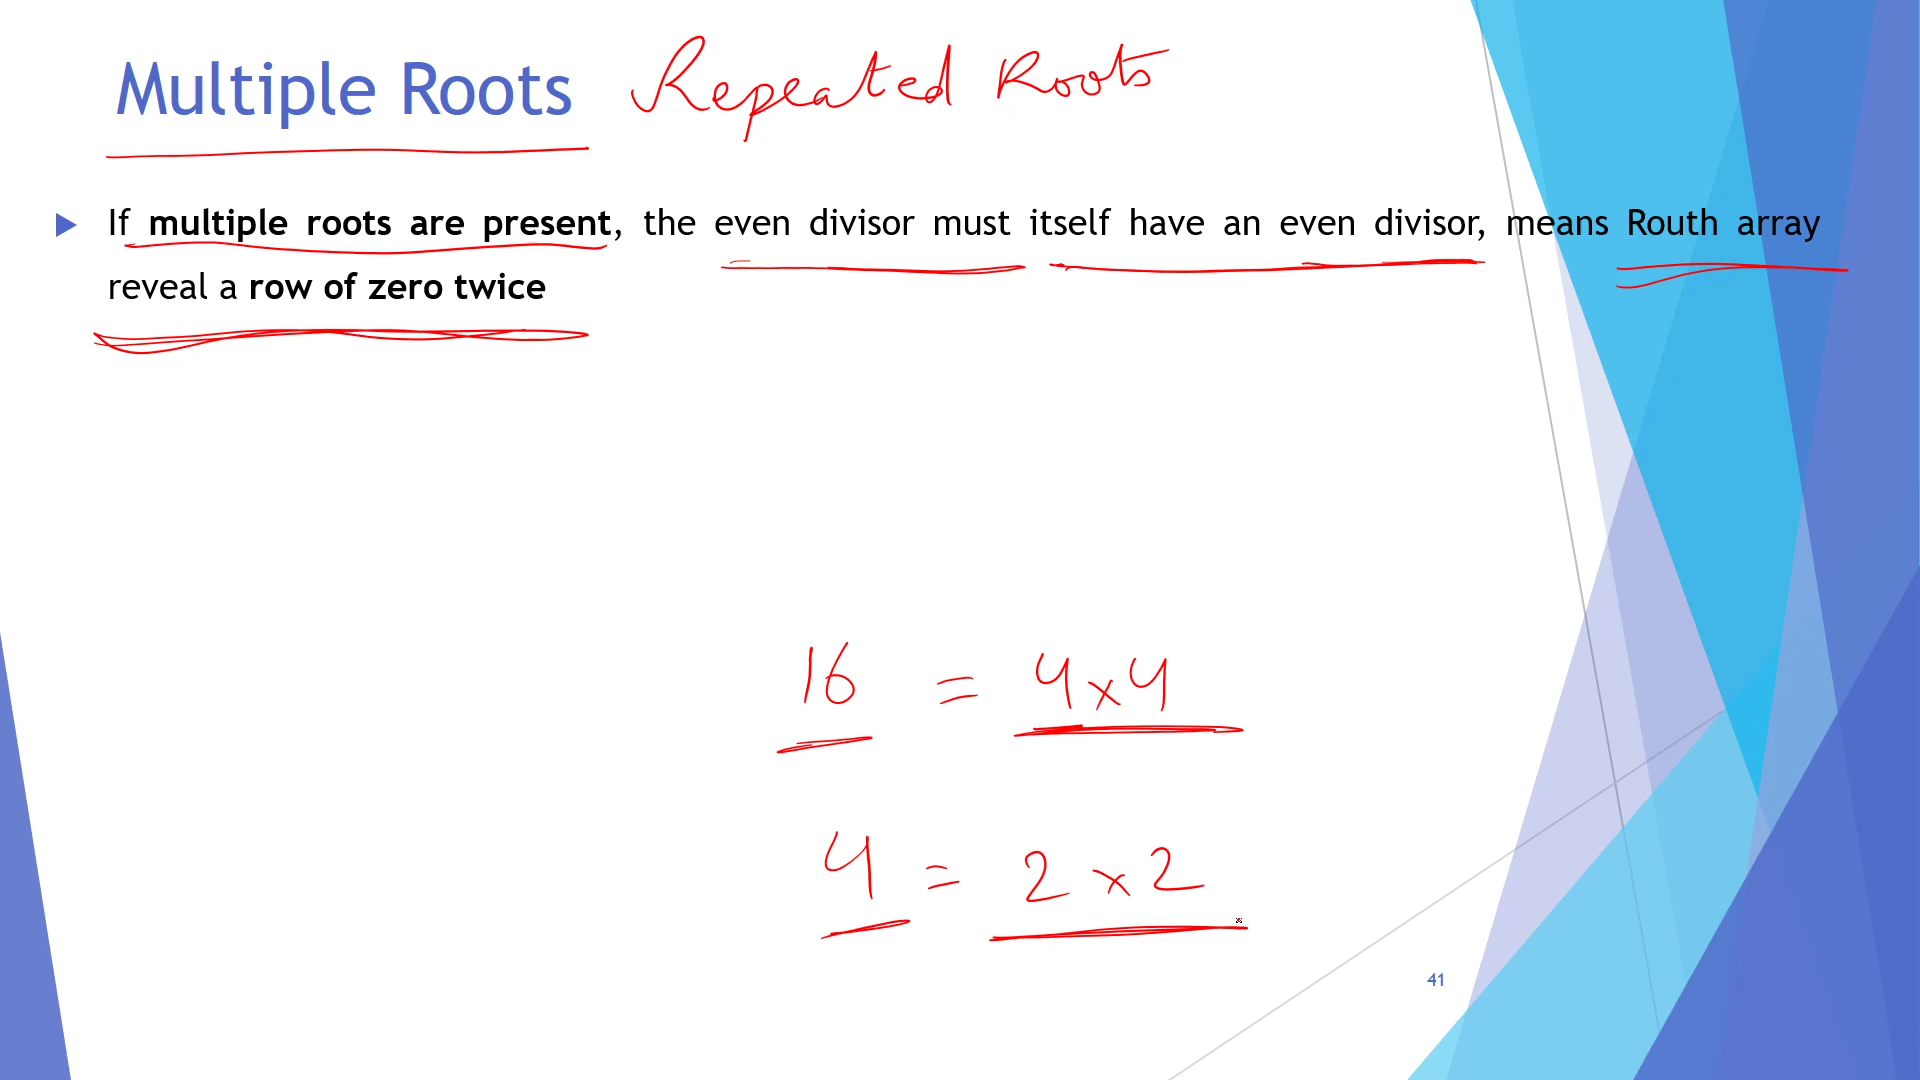 Multiple Roots Repeated Roots
If multiple roots are present, the even divisor must itself have an even divisor, means Routh array
reveal a row of zero twice
16 = 4x4
4 = 2x2
41